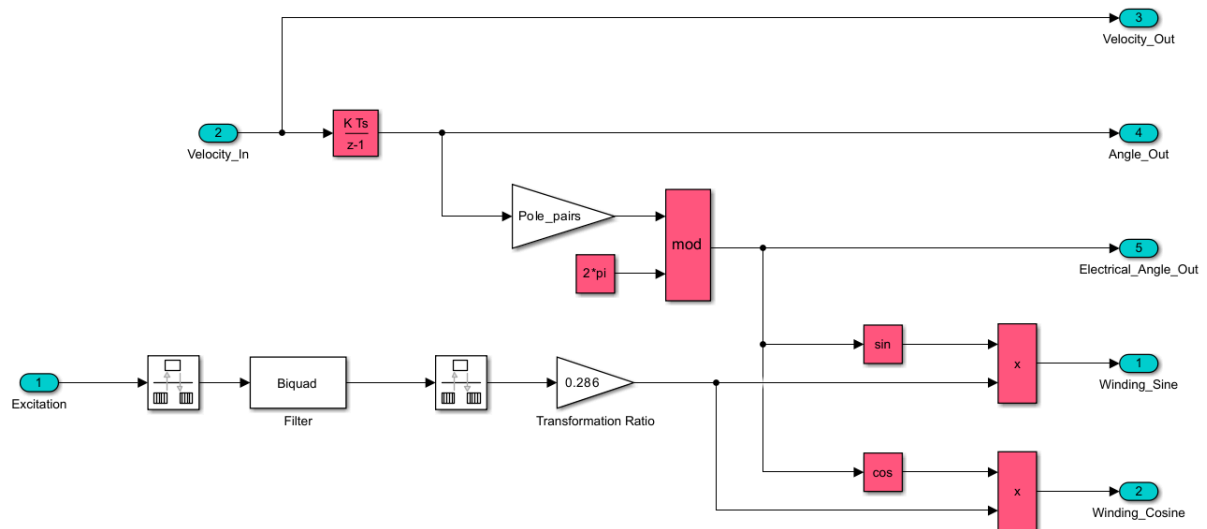 3
Velocity_Out
2
Velocity_In
K Ts
z-1
4
Angle_Out
Pole_pairs
mod
2*pi
5
Electrical_Angle_Out
sin
x
1
Winding_Sine
1
Excitation
Biquad
Filter
0.286
Transformation Ratio
cos
x
2
Winding_Cosine